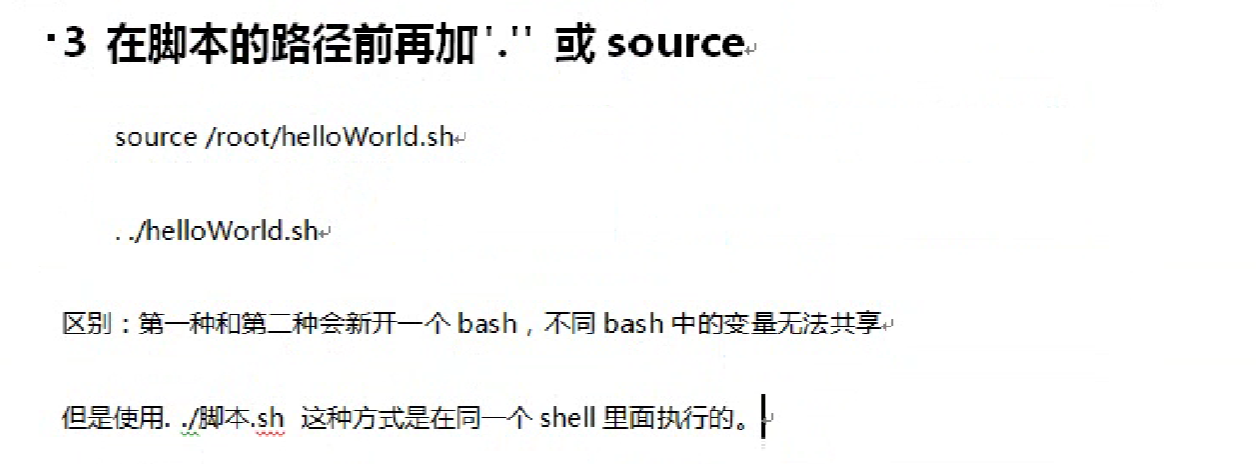 3 在脚本的路径前再加'.'' 或 source
source /root/helloWorld.sh
. ./helloWorld.sh
区别：第一种和第二种会新开一个 bash，不同 bash 中的变量无法共享
但是使用. ./脚本.sh 这种方式是在同一个 shell 里面执行的。